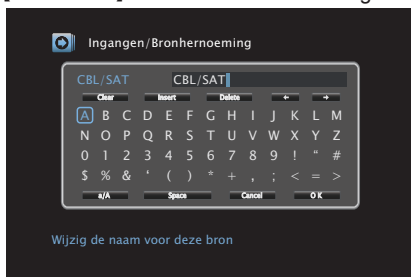 Ingangen/Bronhernoeming
CBL/SAT CBL/SAT
Clear Insert Delete ← →
A B C D E F G H I J K L M
N O P Q R S T U V W X Y Z
0 1 2 3 4 5 6 7 8 9 ! “ #
$ % & ‘ ( ) * + , ; < = >
a/A Space Cancel OK
Wijzig de naam voor deze bron